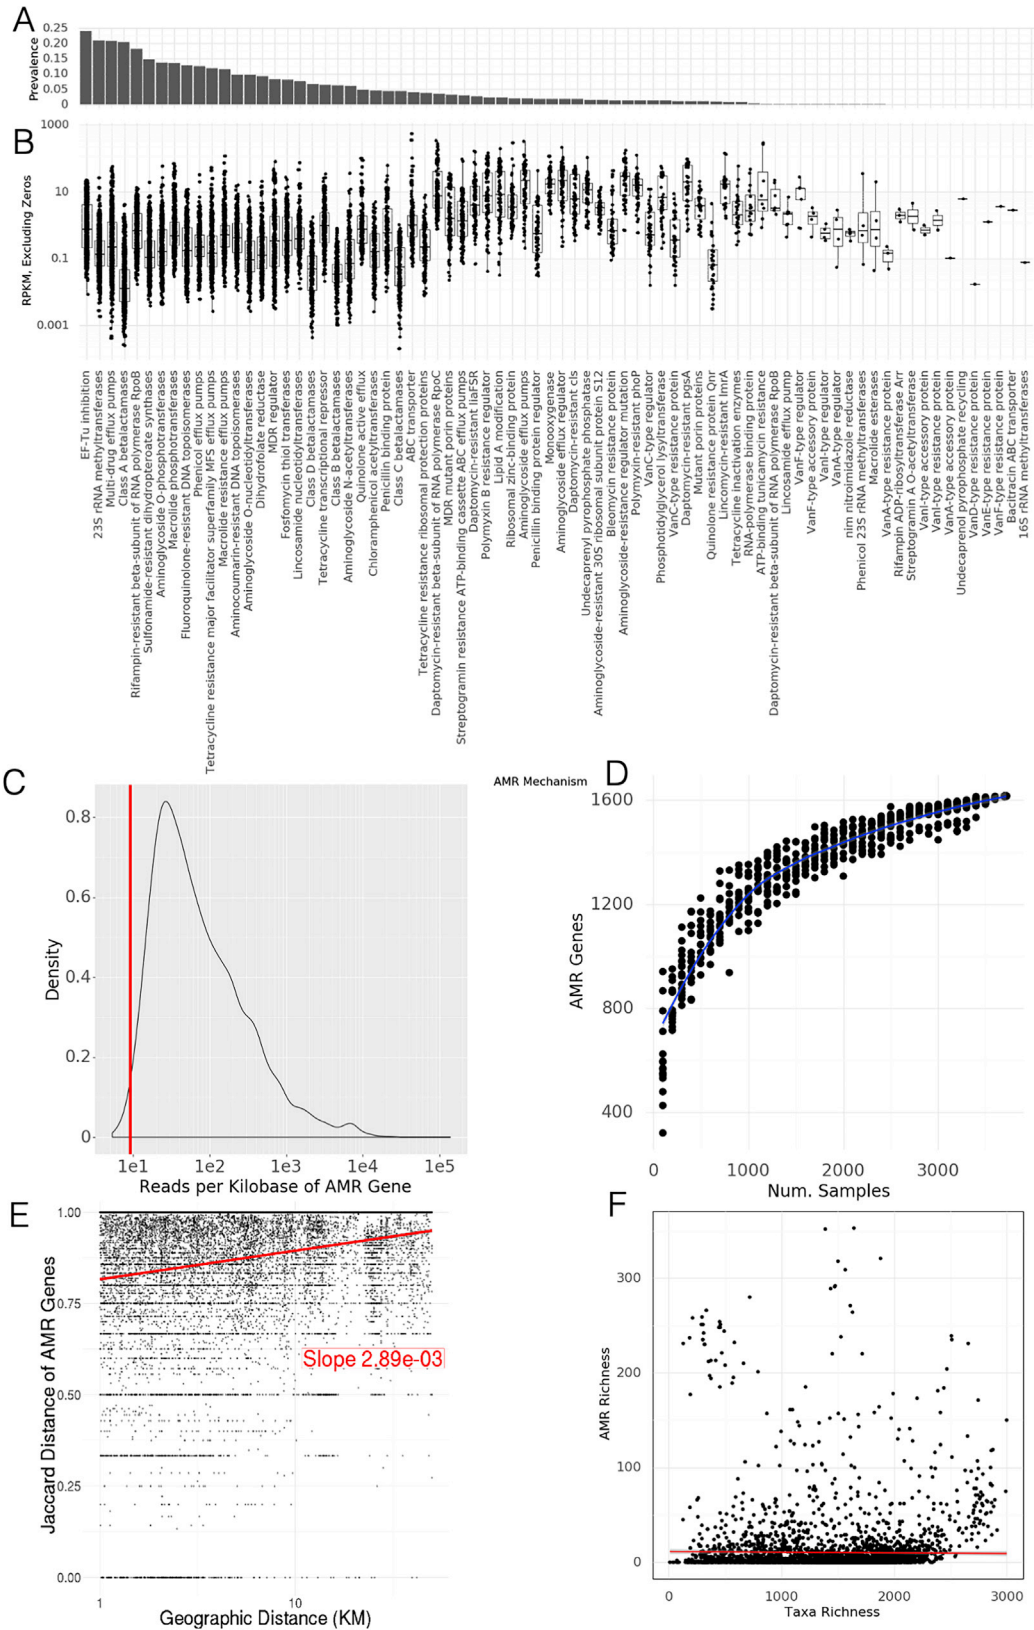 A
0.25
0.20
0.15
0.10
0.05
0
Prevalence
B
1000
10
0.1
0.001
RPKM, Excluding Zeros
EF-Tu inhibition
23S rRNA methyltransferases
Multi-drug efflux pumps
Class A betalactamases
Rifampin-resistant beta-subunit of RNA polymerase RpoB
Sulfonamide-resistant dihydropteroate synthases
Aminoglycoside O-phosphotransferases
Macrolide phosphotransferases
Fluoroquinolone-resistant DNA topoisomerases
Phenicol efflux pumps
Tetracycline resistance major facilitator superfamily MFS efflux pumps
Macrolide resistance efflux pumps
Aminocoumarin-resistant DNA topoisomerases
Aminoglycoside O-nucleotidyltransferases
Dihydrofolate reductase
MDR regulator
Fosfomycin thiol transferases
Lincosamide nucleotidyltransferases
Class D betalactamases
Tetracycline transcriptional repressor
Class B betalactamases
Aminoglycoside N-acetyltransferases
Quinolone active efflux
Chloramphenicol acetyltransferases
Penicillin binding protein
Class C betalactamases
ABC transporter
Tetracycline resistance ribosomal protection proteins
Daptomycin-resistant beta-subunit of RNA polymerase RpoC
MDR mutant porin proteins
Streptogramin resistance ATP-binding cassette ABC efflux pumps
Daptomycin-resistant liaFSR
Polymyxin B resistance regulator
Lipid A modification
Ribosomal zinc-binding protein
Aminoglycoside efflux pumps
Penicillin binding protein regulator
Monooxygenase
Aminoglycoside efflux regulator
Daptomycin-resistant cls
Undecaprenyl pyrophosphate phosphatase
Aminoglycoside-resistant 30S ribosomal subunit protein S12
Bleomycin resistance protein
Aminoglycoside-resistance regulator mutation
Polymyxin-resistant phoP
VanC-type regulator
Phosphotidylglycerol lysyltransferase
VanC-type resistance protein
Daptomycin-resistant pgsA
Mutant porin proteins
Quinolone resistance protein Qnr
Lincomycin-resistant lmrA
Tetracycline inactivation enzymes
RNA-polymerase binding protein
ATP-binding tunicamycin resistance
Daptomycin-resistant beta-subunit of RNA polymerase RpoB
Lincosamide efflux pump
VanF-type regulator
VanF-type accessory protein
VanI-type regulator
VanA-type regulator
nim nitroimidazole reductase
Phenicol 23S rRNA methyltransferases
Macrolide esterases
VanA-type resistance protein
Rifampin ADP-ribosyltransferase Arr
Streptogramin A O-acetyltransferase
VanI-type accessory protein
VanI-type resistance protein
VanA-type accessory protein
Undecaprenol phosphate recycling
VanD-type resistance protein
VanE-type resistance protein
VanF-type resistance protein
Bacitracin ABC transporter
16S rRNA methyltransferases
AMR Mechanism
C
0.8
0.6
0.4
0.2
0
Density
1e1 1e2 1e3 1e4 1e5
Reads per Kilobase of AMR Gene
D
1600
1200
800
400
AMR Genes
0 1000 2000 3000
Num. Samples
E
1.00
0.75
0.50
0.25
0.00
Jaccard Distance of AMR Genes
Slope 2.89e-03
1 10
Geographic Distance (KM)
F
300
200
100
0
AMR Richness
0 1000 2000 3000
Taxa Richness